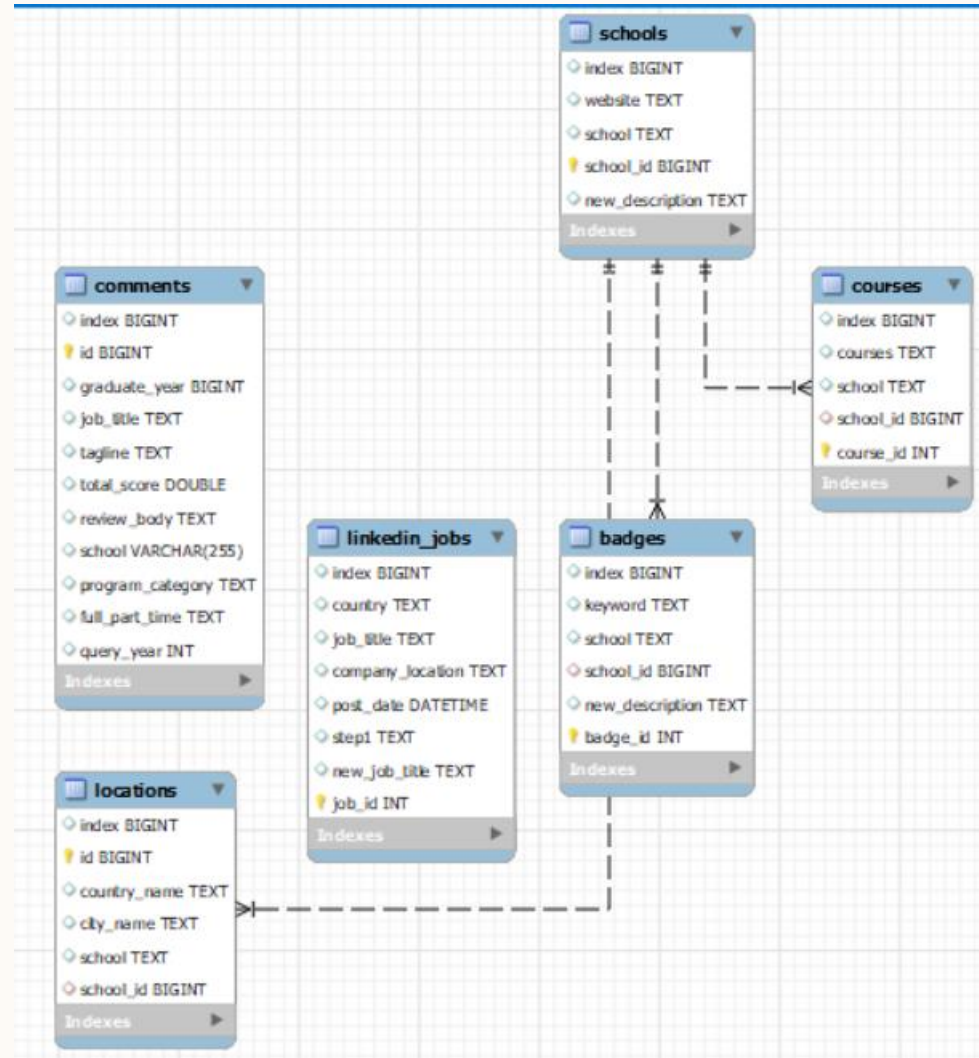 schools
index BIGINT
website TEXT
school TEXT
school_id BIGINT
new_description TEXT
Indexes
comments
index BIGINT
id BIGINT
graduate_year BIGINT
job_title TEXT
tagline TEXT
total_score DOUBLE
review_body TEXT
school VARCHAR(255)
program_category TEXT
full_part_time TEXT
query_year INT
Indexes
courses
index BIGINT
courses TEXT
school TEXT
school_id BIGINT
course_id INT
Indexes
linkedin_jobs
index BIGINT
country TEXT
job_title TEXT
company_location TEXT
post_date DATETIME
step1 TEXT
new_job_title TEXT
job_id INT
Indexes
badges
index BIGINT
keyword TEXT
school TEXT
school_id BIGINT
new_description TEXT
badge_id INT
Indexes
locations
index BIGINT
id BIGINT
country_name TEXT
city_name TEXT
school TEXT
school_id BIGINT
Indexes